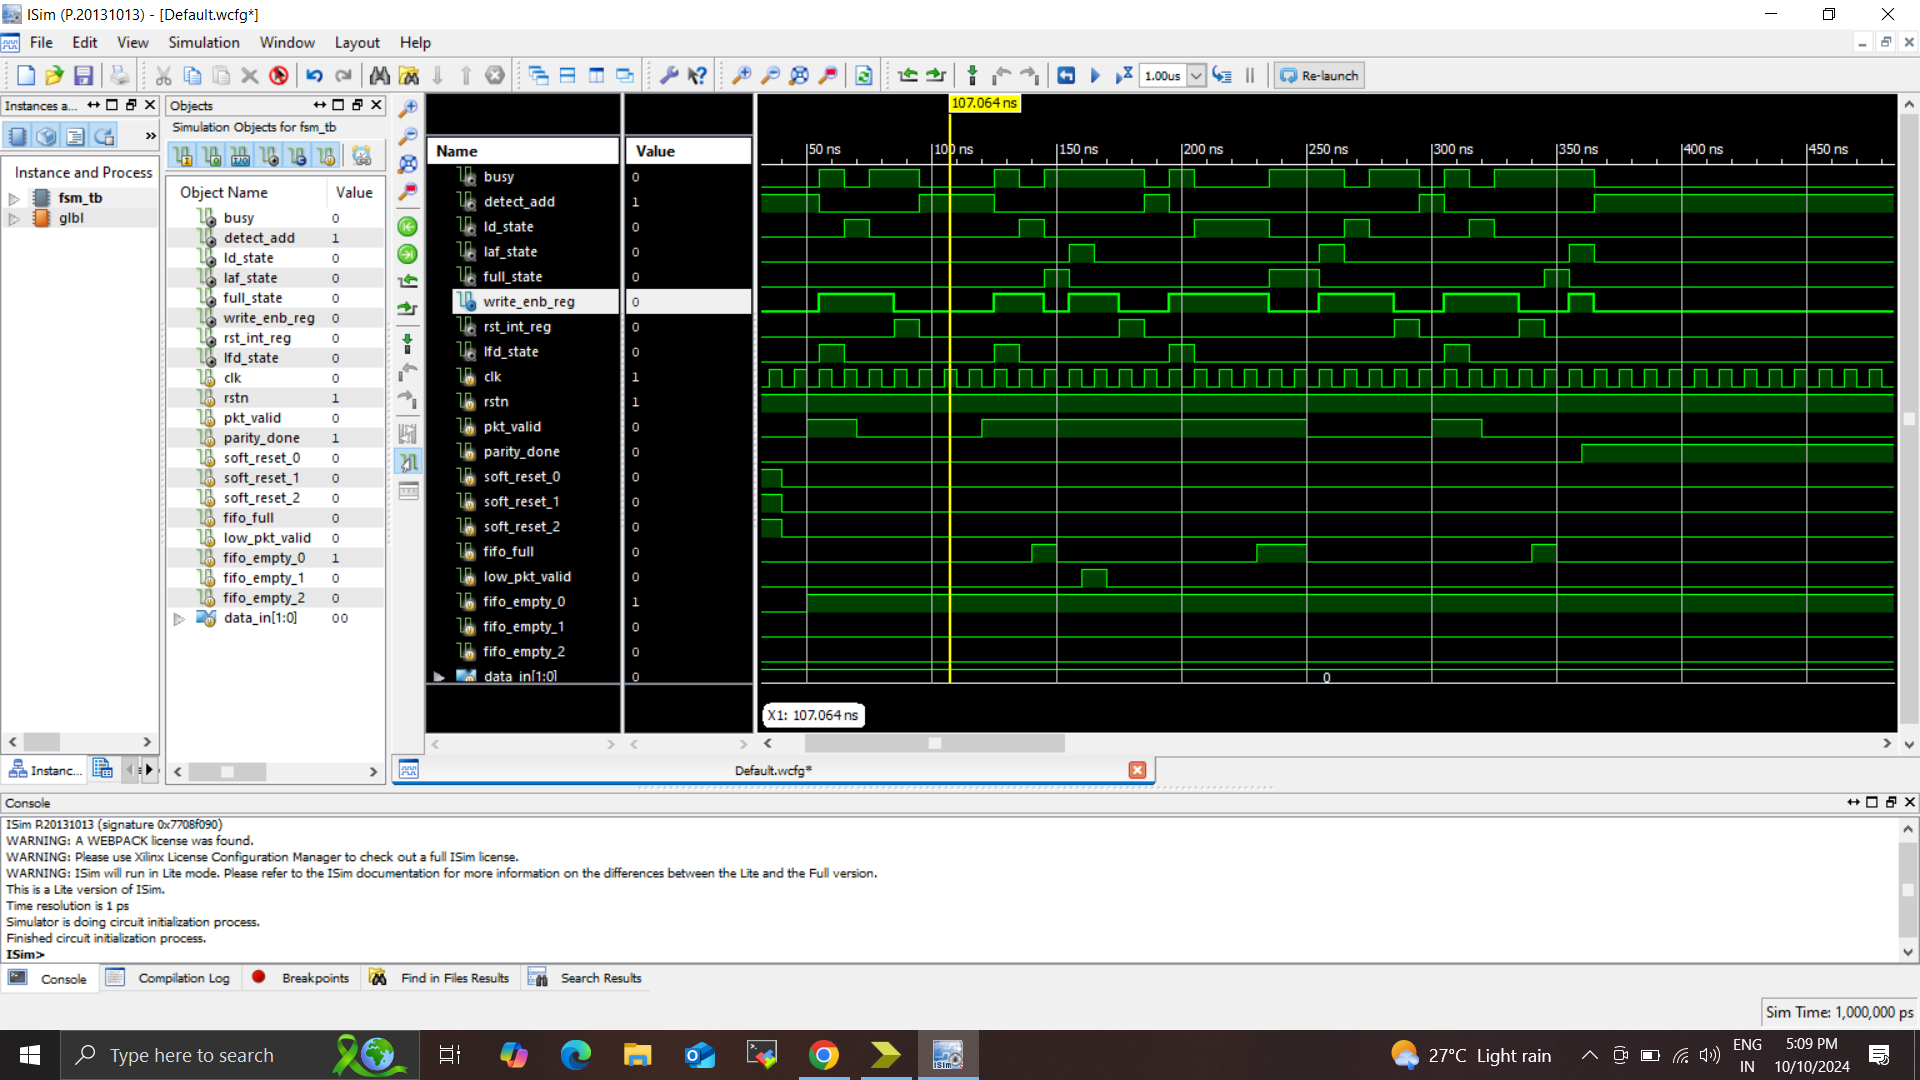 ISim (P.20131013) - [Default.wcfg*]
File Edit View Simulation Window Layout Help
1.00us Re-launch
Instances a...
Instance and Process
fsm_tb
glbl
Instanc...
Objects
Simulation Objects for fsm_tb
Object Name Value
busy 0
detect_add 1
ld_state 0
laf_state 0
full_state 0
write_enb_reg 0
rst_int_reg 0
lfd_state 0
clk 0
rstn 1
pkt_valid 0
parity_done 1
soft_reset_0 0
soft_reset_1 0
soft_reset_2 0
fifo_full 0
low_pkt_valid 0
fifo_empty_0 1
fifo_empty_1 0
fifo_empty_2 0
data_in[1:0] 00
107.064 ns
Name Value
50 ns 100 ns 150 ns 200 ns 250 ns 300 ns 350 ns 400 ns 450 ns
busy 0
detect_add 1
ld_state 0
laf_state 0
full_state 0
write_enb_reg 0
rst_int_reg 0
lfd_state 0
clk 1
rstn 1
pkt_valid 0
parity_done 0
soft_reset_0 0
soft_reset_1 0
soft_reset_2 0
fifo_full 0
low_pkt_valid 0
fifo_empty_0 1
fifo_empty_1 0
fifo_empty_2 0
data_in[1:0] 0 0
X1: 107.064 ns
Default.wcfg*
Console
ISim P.20131013 (signature 0x7708f090)
WARNING: A WEBPACK license was found.
WARNING: Please use Xilinx License Configuration Manager to check out a full ISim license.
WARNING: ISim will run in Lite mode. Please refer to the ISim documentation for more information on the differences between the Lite and the Full version.
This is a Lite version of ISim.
Time resolution is 1 ps
Simulator is doing circuit initialization process.
Finished circuit initialization process.
ISim>
Console Compilation Log Breakpoints Find in Files Results Search Results
Sim Time: 1,000,000 ps
Type here to search
27°C Light rain
ENG
IN
5:09 PM
10/10/2024